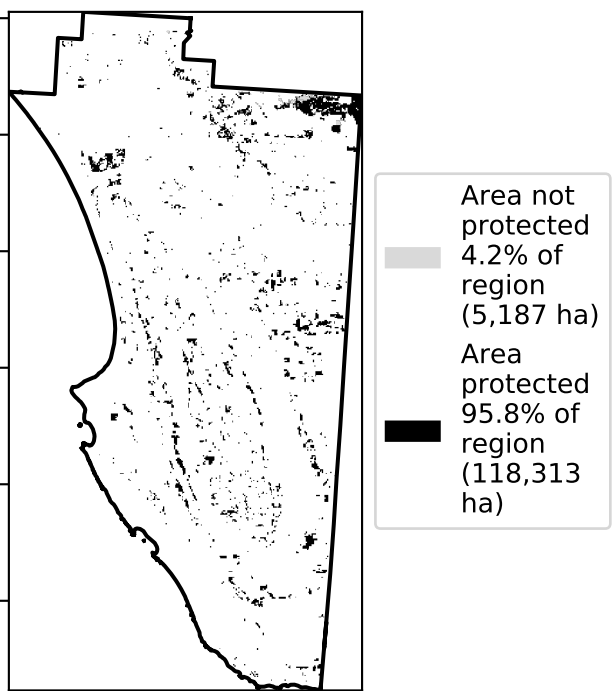 Area not
protected
4.2% of
region
(5,187 ha)
Area
protected
95.8% of
region
(118,313
ha)